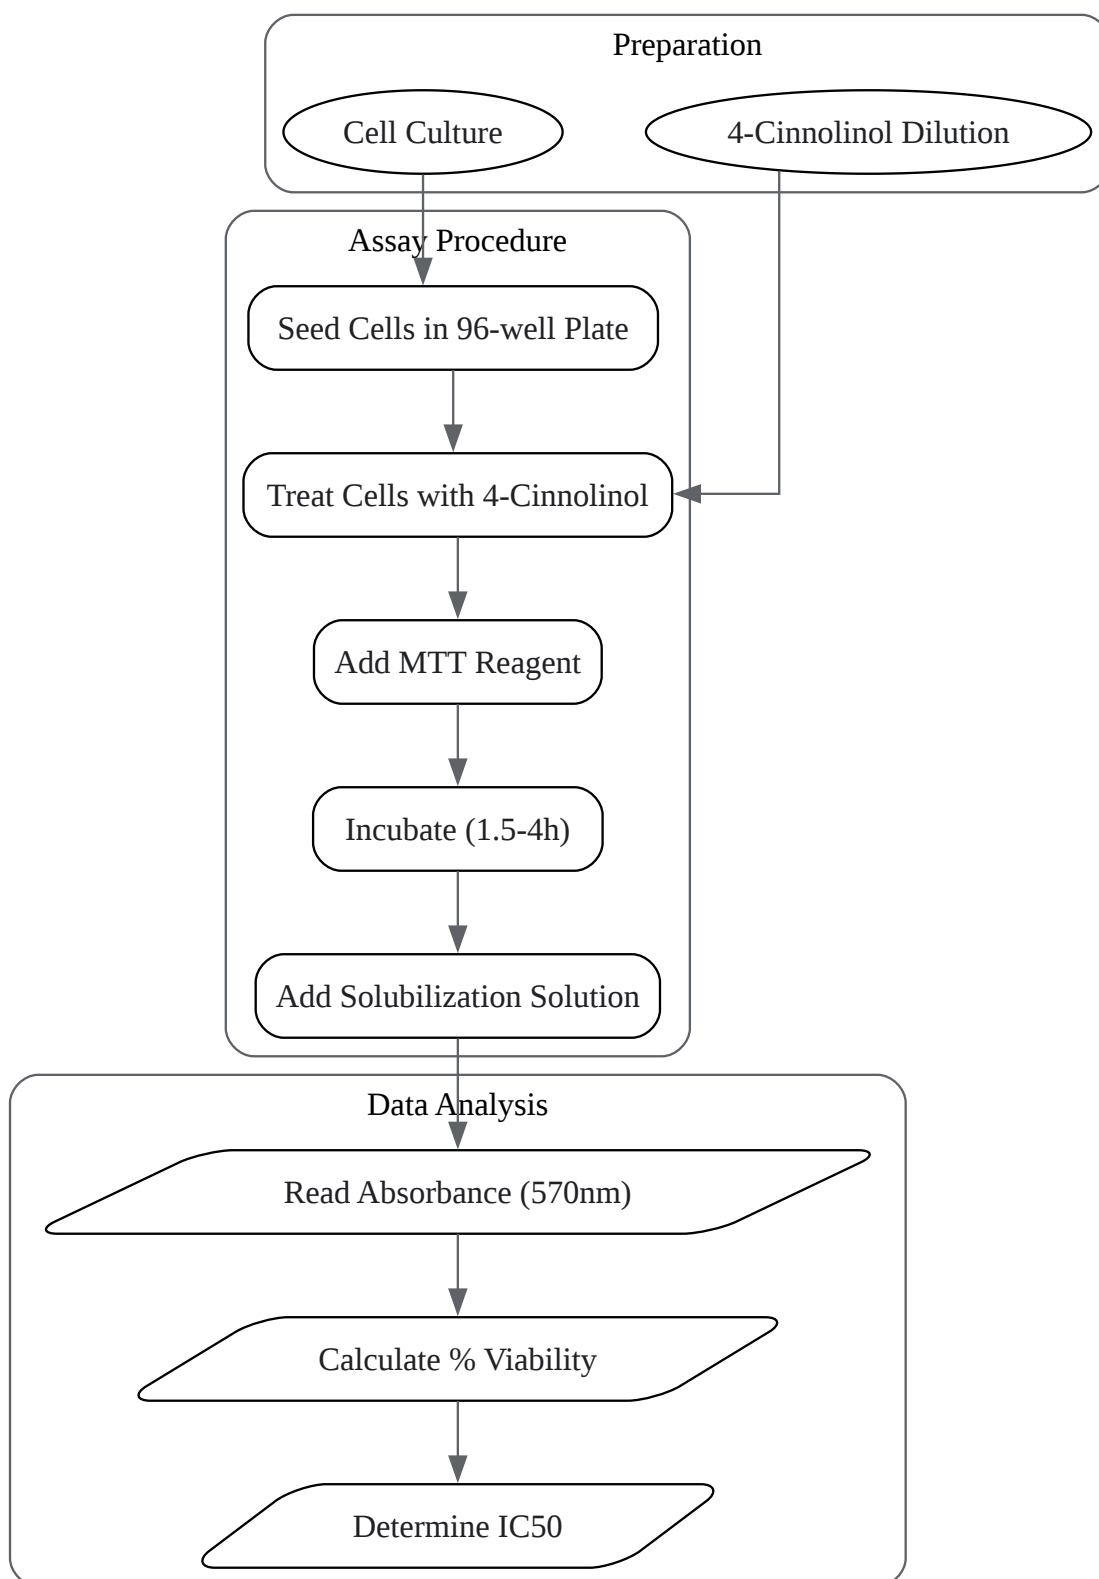 Preparation
Cell Culture
4-Cinnolinol Dilution
Assay Procedure
Seed Cells in 96-well Plate
Treat Cells with 4-Cinnolinol
Add MTT Reagent
Incubate (1.5-4h)
Add Solubilization Solution
Data Analysis
Read Absorbance (570nm)
Calculate % Viability
Determine IC50